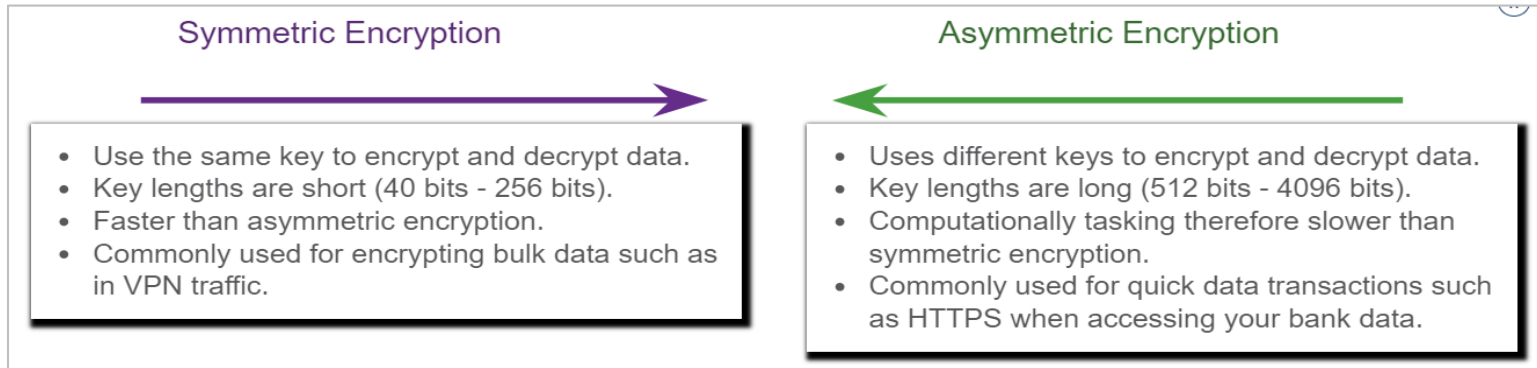 Symmetric Encryption
Asymmetric Encryption
• Use the same key to encrypt and decrypt data.
• Key lengths are short (40 bits - 256 bits).
• Faster than asymmetric encryption.
• Commonly used for encrypting bulk data such as
in VPN traffic.
• Uses different keys to encrypt and decrypt data.
• Key lengths are long (512 bits - 4096 bits).
• Computationally tasking therefore slower than
symmetric encryption.
• Commonly used for quick data transactions such
as HTTPS when accessing your bank data.